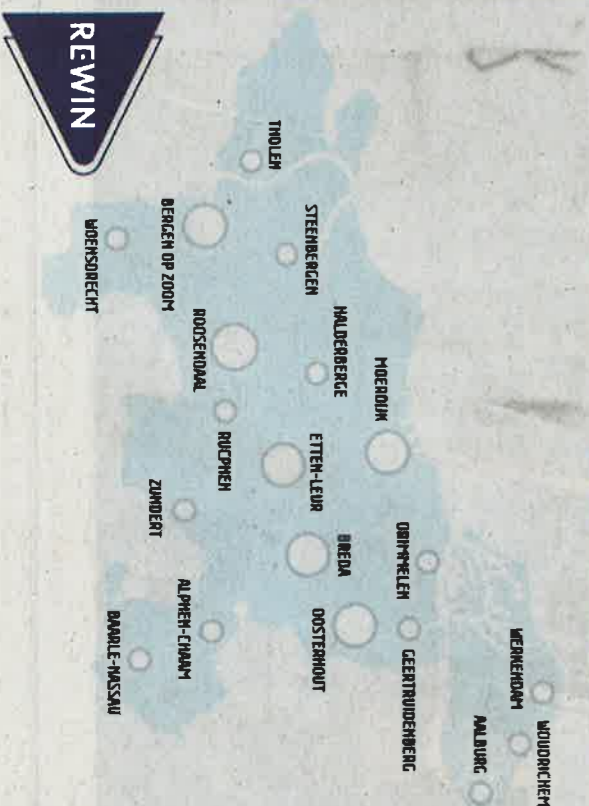 REWIN
THOLEN
STEENBERGEN
BERGEN OP ZOOM
WOENSDRECHT
HALDERBERGE
ROOSENDAAL
MOERDIJK
RUCPHEN
ETTEN-LEUR
ZUNDERT
BREDA
DRIMMELEN
OOSTERHOUT
GEERTRUIDENBERG
ALPHEN-CHAAM
BAARLE-NASSAU
WERKENDAM
WOUDRICHEM
AALBURG